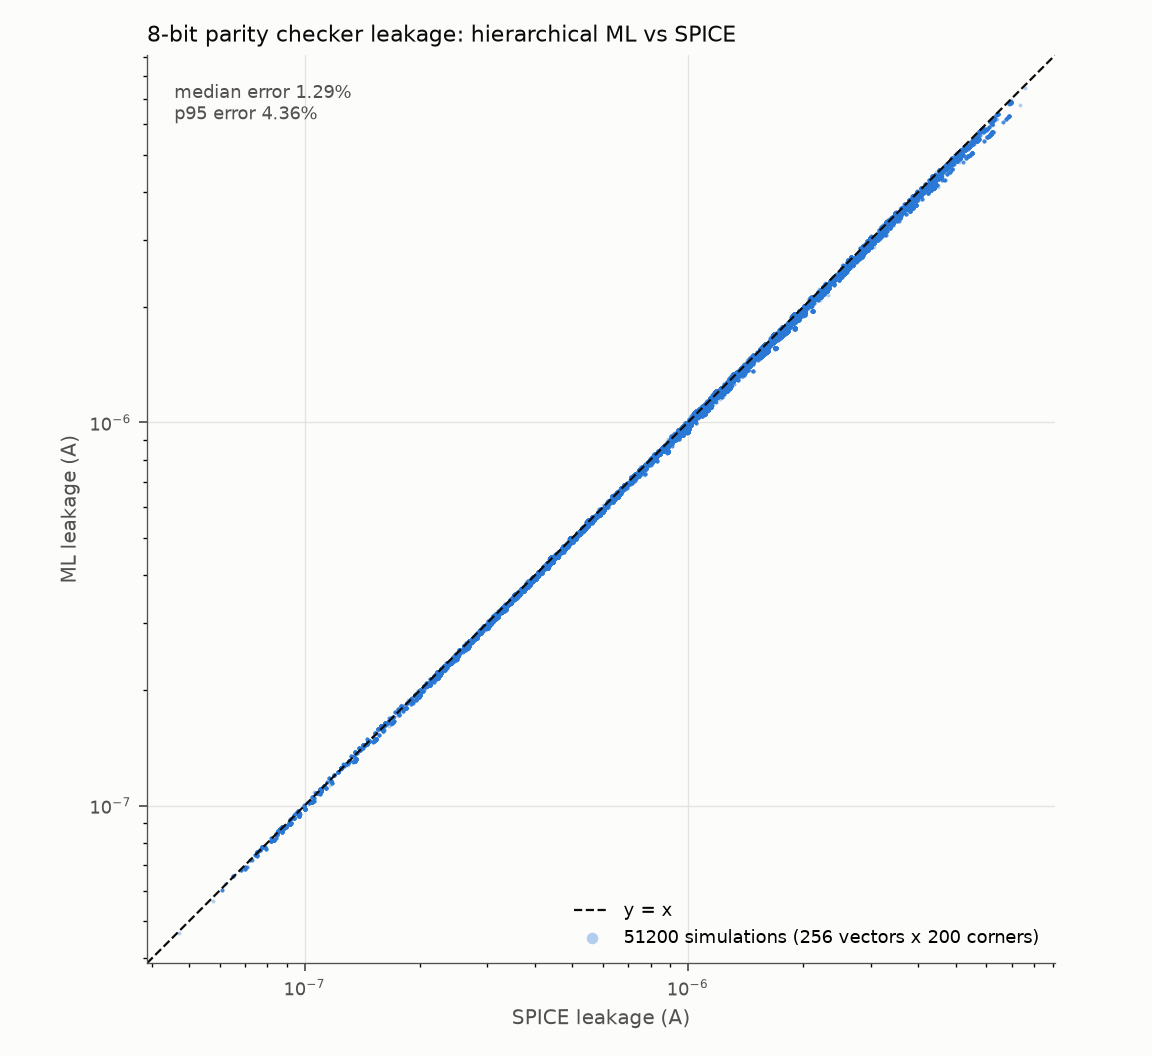 8-bit parity checker leakage: hierarchical ML vs SPICE
median error 1.29%
p95 error 4.36%
ML leakage (A)
10⁻⁶
10⁻⁷
y = x
51200 simulations (256 vectors x 200 corners)
10⁻⁷
10⁻⁶
SPICE leakage (A)